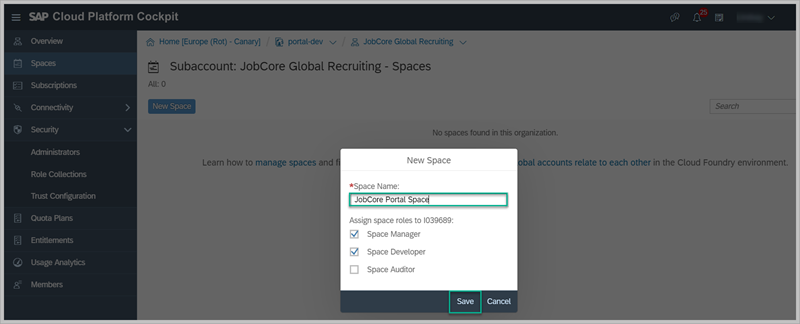 SAP Cloud Platform Cockpit
25
Overview
Spaces
Subscriptions
Connectivity
Security
Administrators
Role Collections
Trust Configuration
Quota Plans
Entitlements
Usage Analytics
Members
Home [Europe (Rot) - Canary] / portal-dev / JobCore Global Recruiting
Subaccount: JobCore Global Recruiting - Spaces
All: 0
New Space
Search
No spaces found in this organization.
Learn how to manage spaces and obal accounts relate to each other in the Cloud Foundry environment.
New Space
*Space Name:
JobCore Portal Space
Assign space roles to I039689:
Space Manager
Space Developer
Space Auditor
Save
Cancel